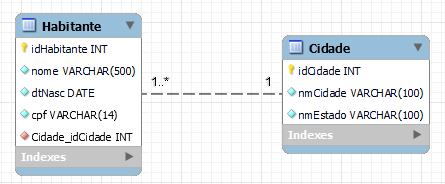 Habitante
idHabitante INT
nome VARCHAR(500)
dtNasc DATE
cpf VARCHAR(14)
Cidade_idCidade INT
Indexes
1..*
1
Cidade
idCidade INT
nmCidade VARCHAR(100)
nmEstado VARCHAR(100)
Indexes